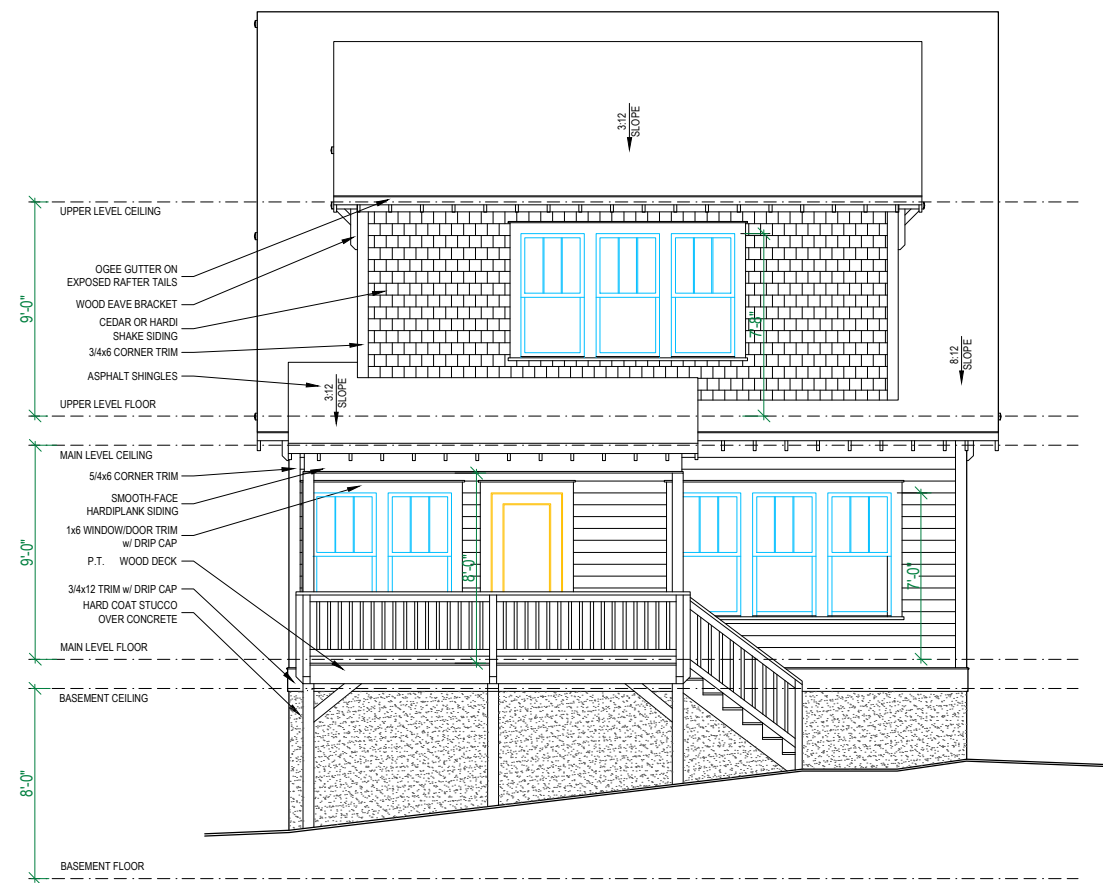 3:12
SLOPE
UPPER LEVEL CEILING
OGEE GUTTER ON
EXPOSED RAFTER TAILS
WOOD EAVE BRACKET
9'-0"
CEDAR OR HARDI
SHAKE SIDING
7'-8"
3/4x6 CORNER TRIM
8:12
SLOPE
ASPHALT SHINGLES
3:12
SLOPE
UPPER LEVEL FLOOR
MAIN LEVEL CEILING
5/4x6 CORNER TRIM
SMOOTH-FACE
HARDIPLANK SIDING
1x6 WINDOW/DOOR TRIM
w/ DRIP CAP
9'-0"
P.T. WOOD DECK
8'-0"
7'-0"
3/4x12 TRIM w/ DRIP CAP
HARD COAT STUCCO
OVER CONCRETE
MAIN LEVEL FLOOR
BASEMENT CEILING
8'-0"
BASEMENT FLOOR